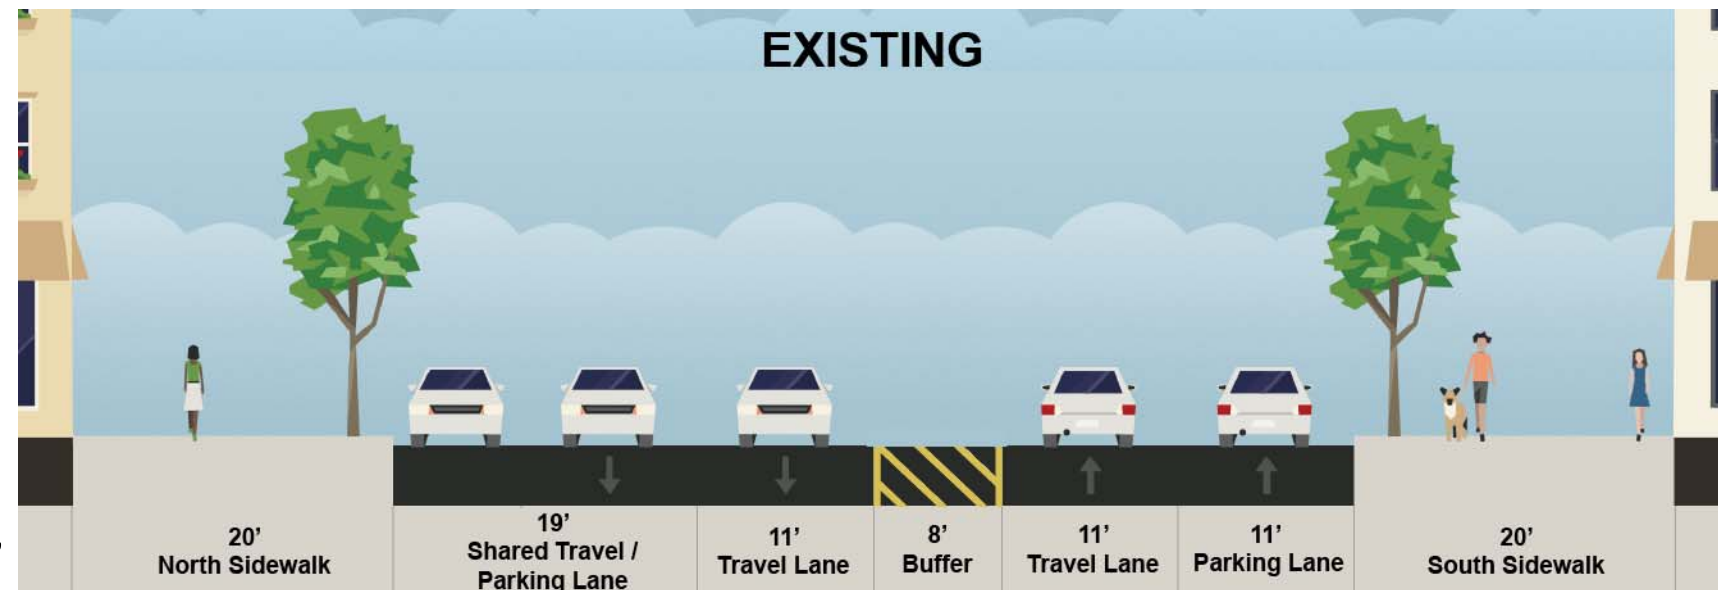 EXISTING
20’
North Sidewalk
19’
Shared Travel /
Parking Lane
11’
Travel Lane
8’
Buffer
11’
Travel Lane
11’
Parking Lane
20’
South Sidewalk